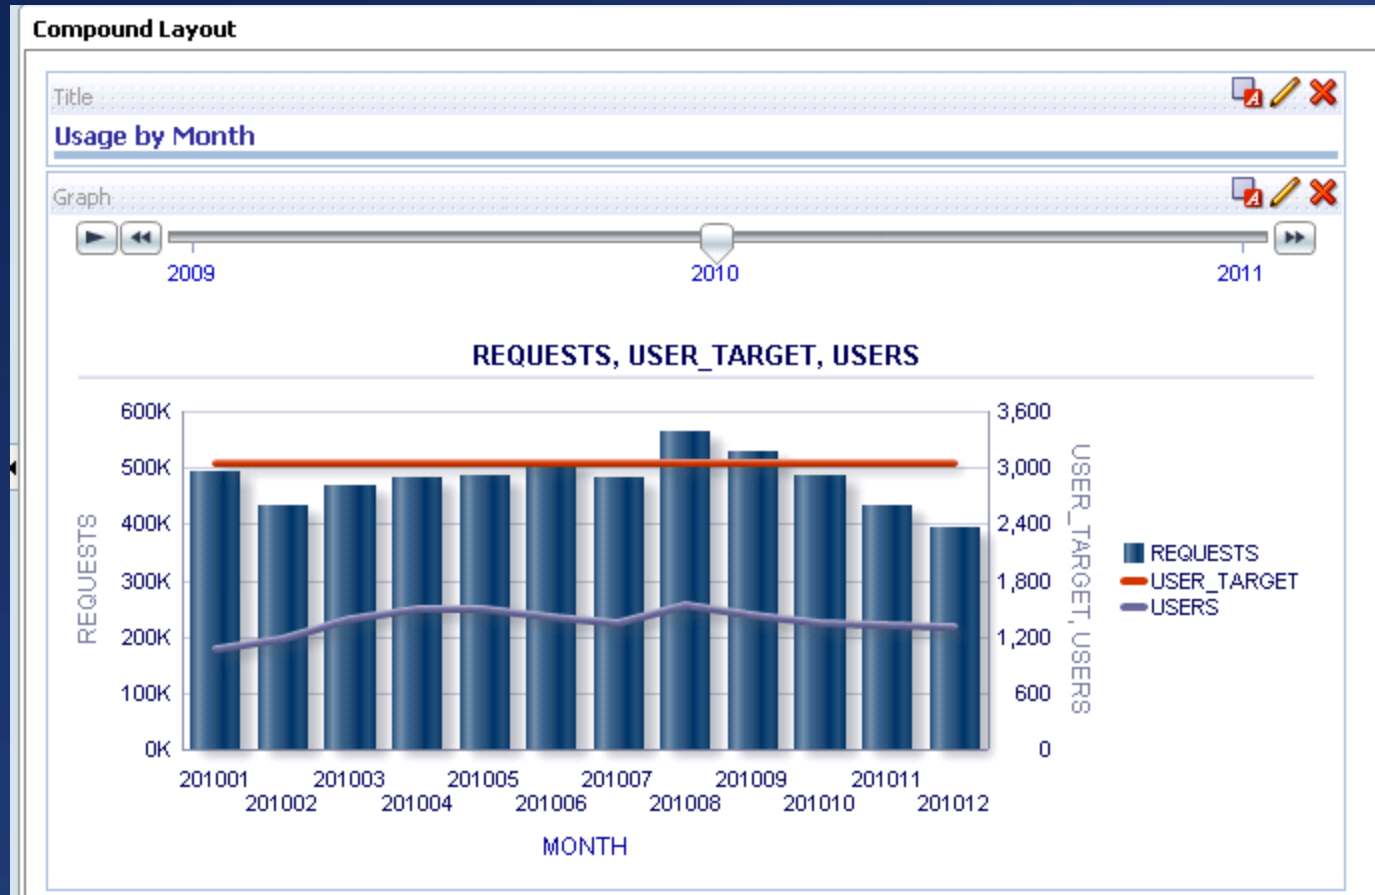 Compound Layout
Title
Usage by Month
Graph
2009 2010 2011
REQUESTS, USER_TARGET, USERS
600K 3,600
500K 3,000
400K 2,400
300K 1,800
200K 1,200
100K 600
0K 0
REQUESTS
USER_TARGET, USERS
REQUESTS
USER_TARGET
USERS
201001 201003 201005 201007 201009 201011
201002 201004 201006 201008 201010 201012
MONTH